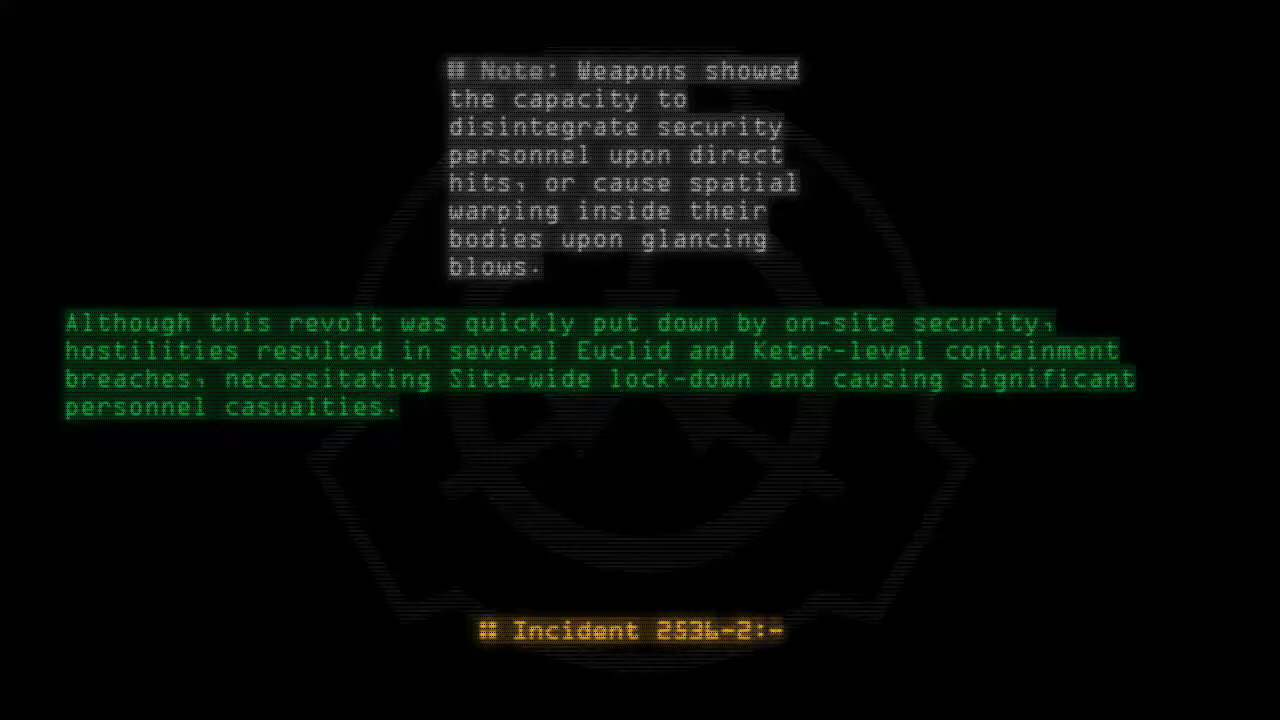 # Note: Weapons showed
the capacity to
disintegrate security
personnel upon direct
hits, or cause spatial
warping inside their
bodies upon glancing
blows.
Although this revolt was quickly put down by on-site security,
hostilities resulted in several Euclid and Keter-level containment
breaches, necessitating Site-wide lock-down and causing significant
personnel casualties.
# Incident 2536-2:-